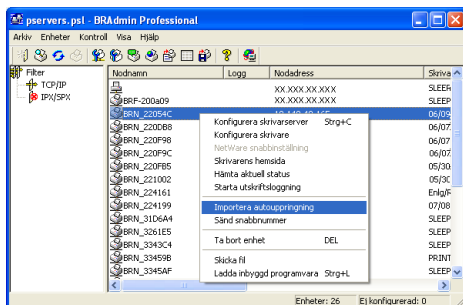 pservers.psl - BRAdmin Professional
Arkiv Enheter Kontroll Visa Hjälp
Filter
TCP/IP
IPX/SPX
Nodnamn Logg Nodadress Skriva
XX.XXX.XX.XXX SLEEP
BRF-200a09 XX.XXX.XX.XXX SLEEP
BRN_22054C 06/09
BRN_220DB8 06/07
BRN_220F98 06/07
BRN_220F9C 06/07
BRN_220FB5 05/30
BRN_221002 05/30
BRN_224161 Enlg/F
BRN_224199 07/08
BRN_31D6A4 SLEEP
BRN_3261E5 SLEEP
BRN_3343C4 SLEEP
BRN_33459B PRINT
BRN_3345AF SLEEP
Konfigurera skrivarserver Strg+C
Konfigurera skrivare
NetWare snabbinställning
Skrivarens hemsida
Hämta aktuell status
Starta utskriftsloggning
Importera autouppringning
Sänd snabbnummer
Ta bort enhet DEL
Skicka fil
Ladda inbyggd programvara Strg+L
Enheter: 26 Ej konfigurerad: 0